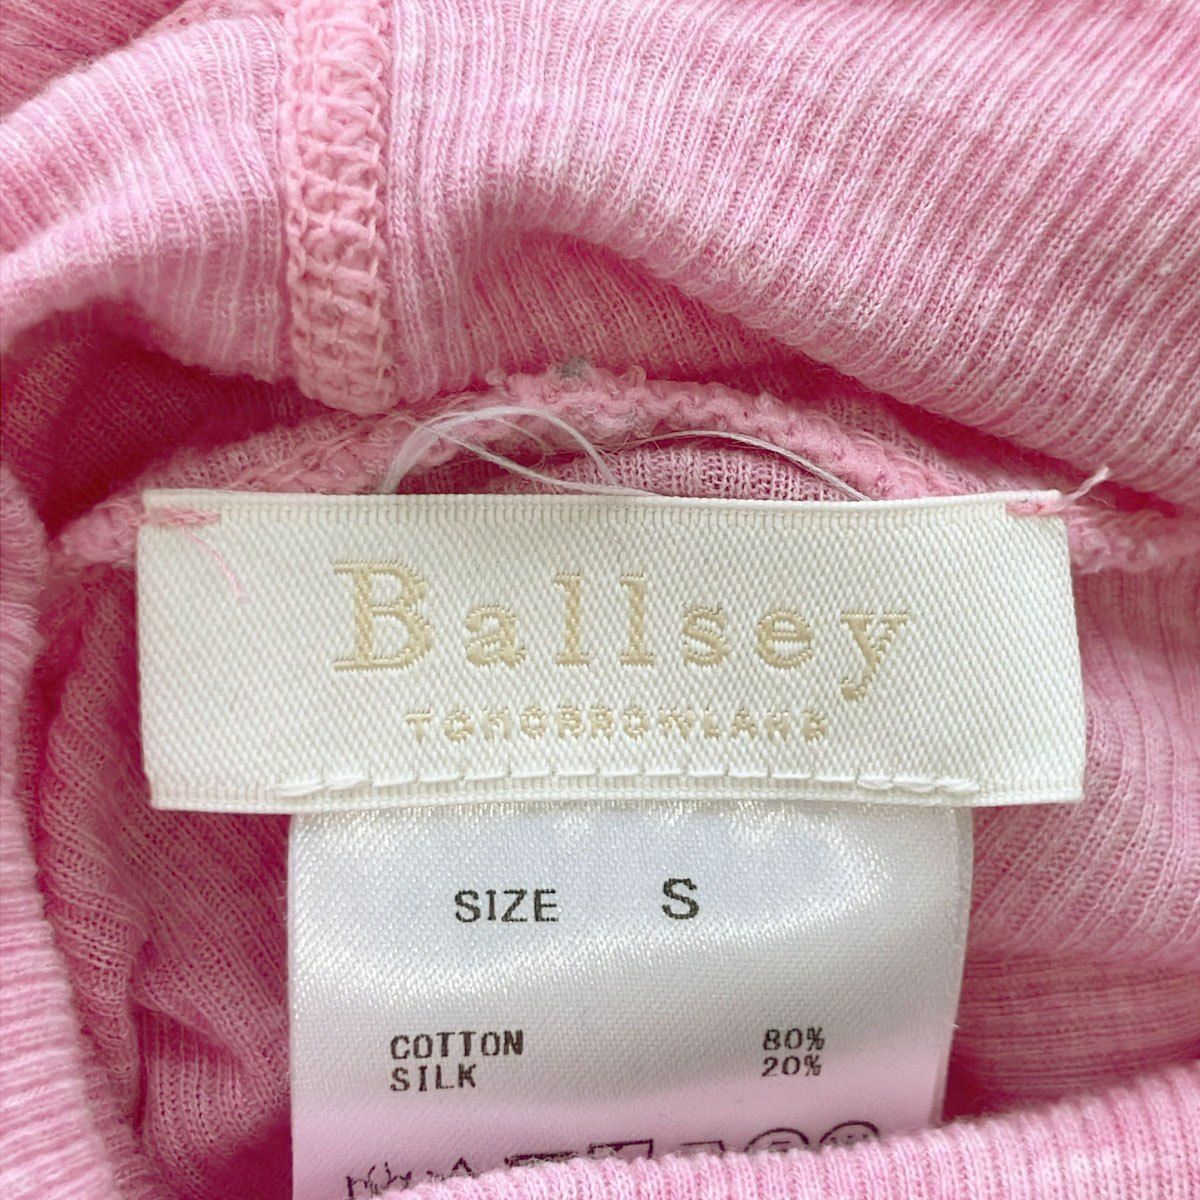 Ballsey
TOMORROWLAND
SIZE S
COTTON 80%
SILK 20%